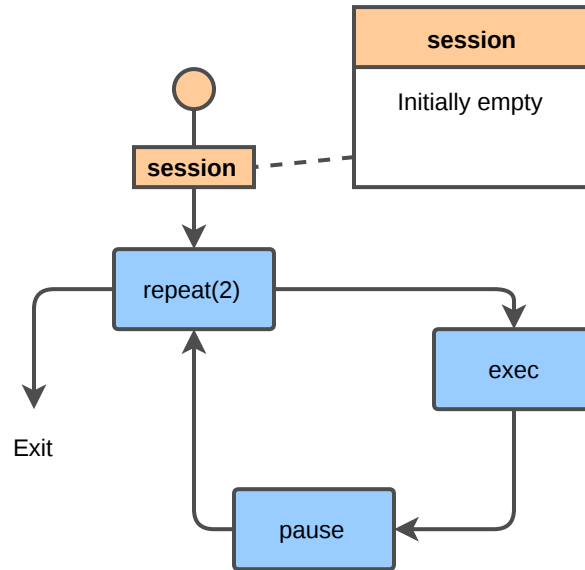 session
Initially empty
session
repeat(2)
exec
Exit
pause